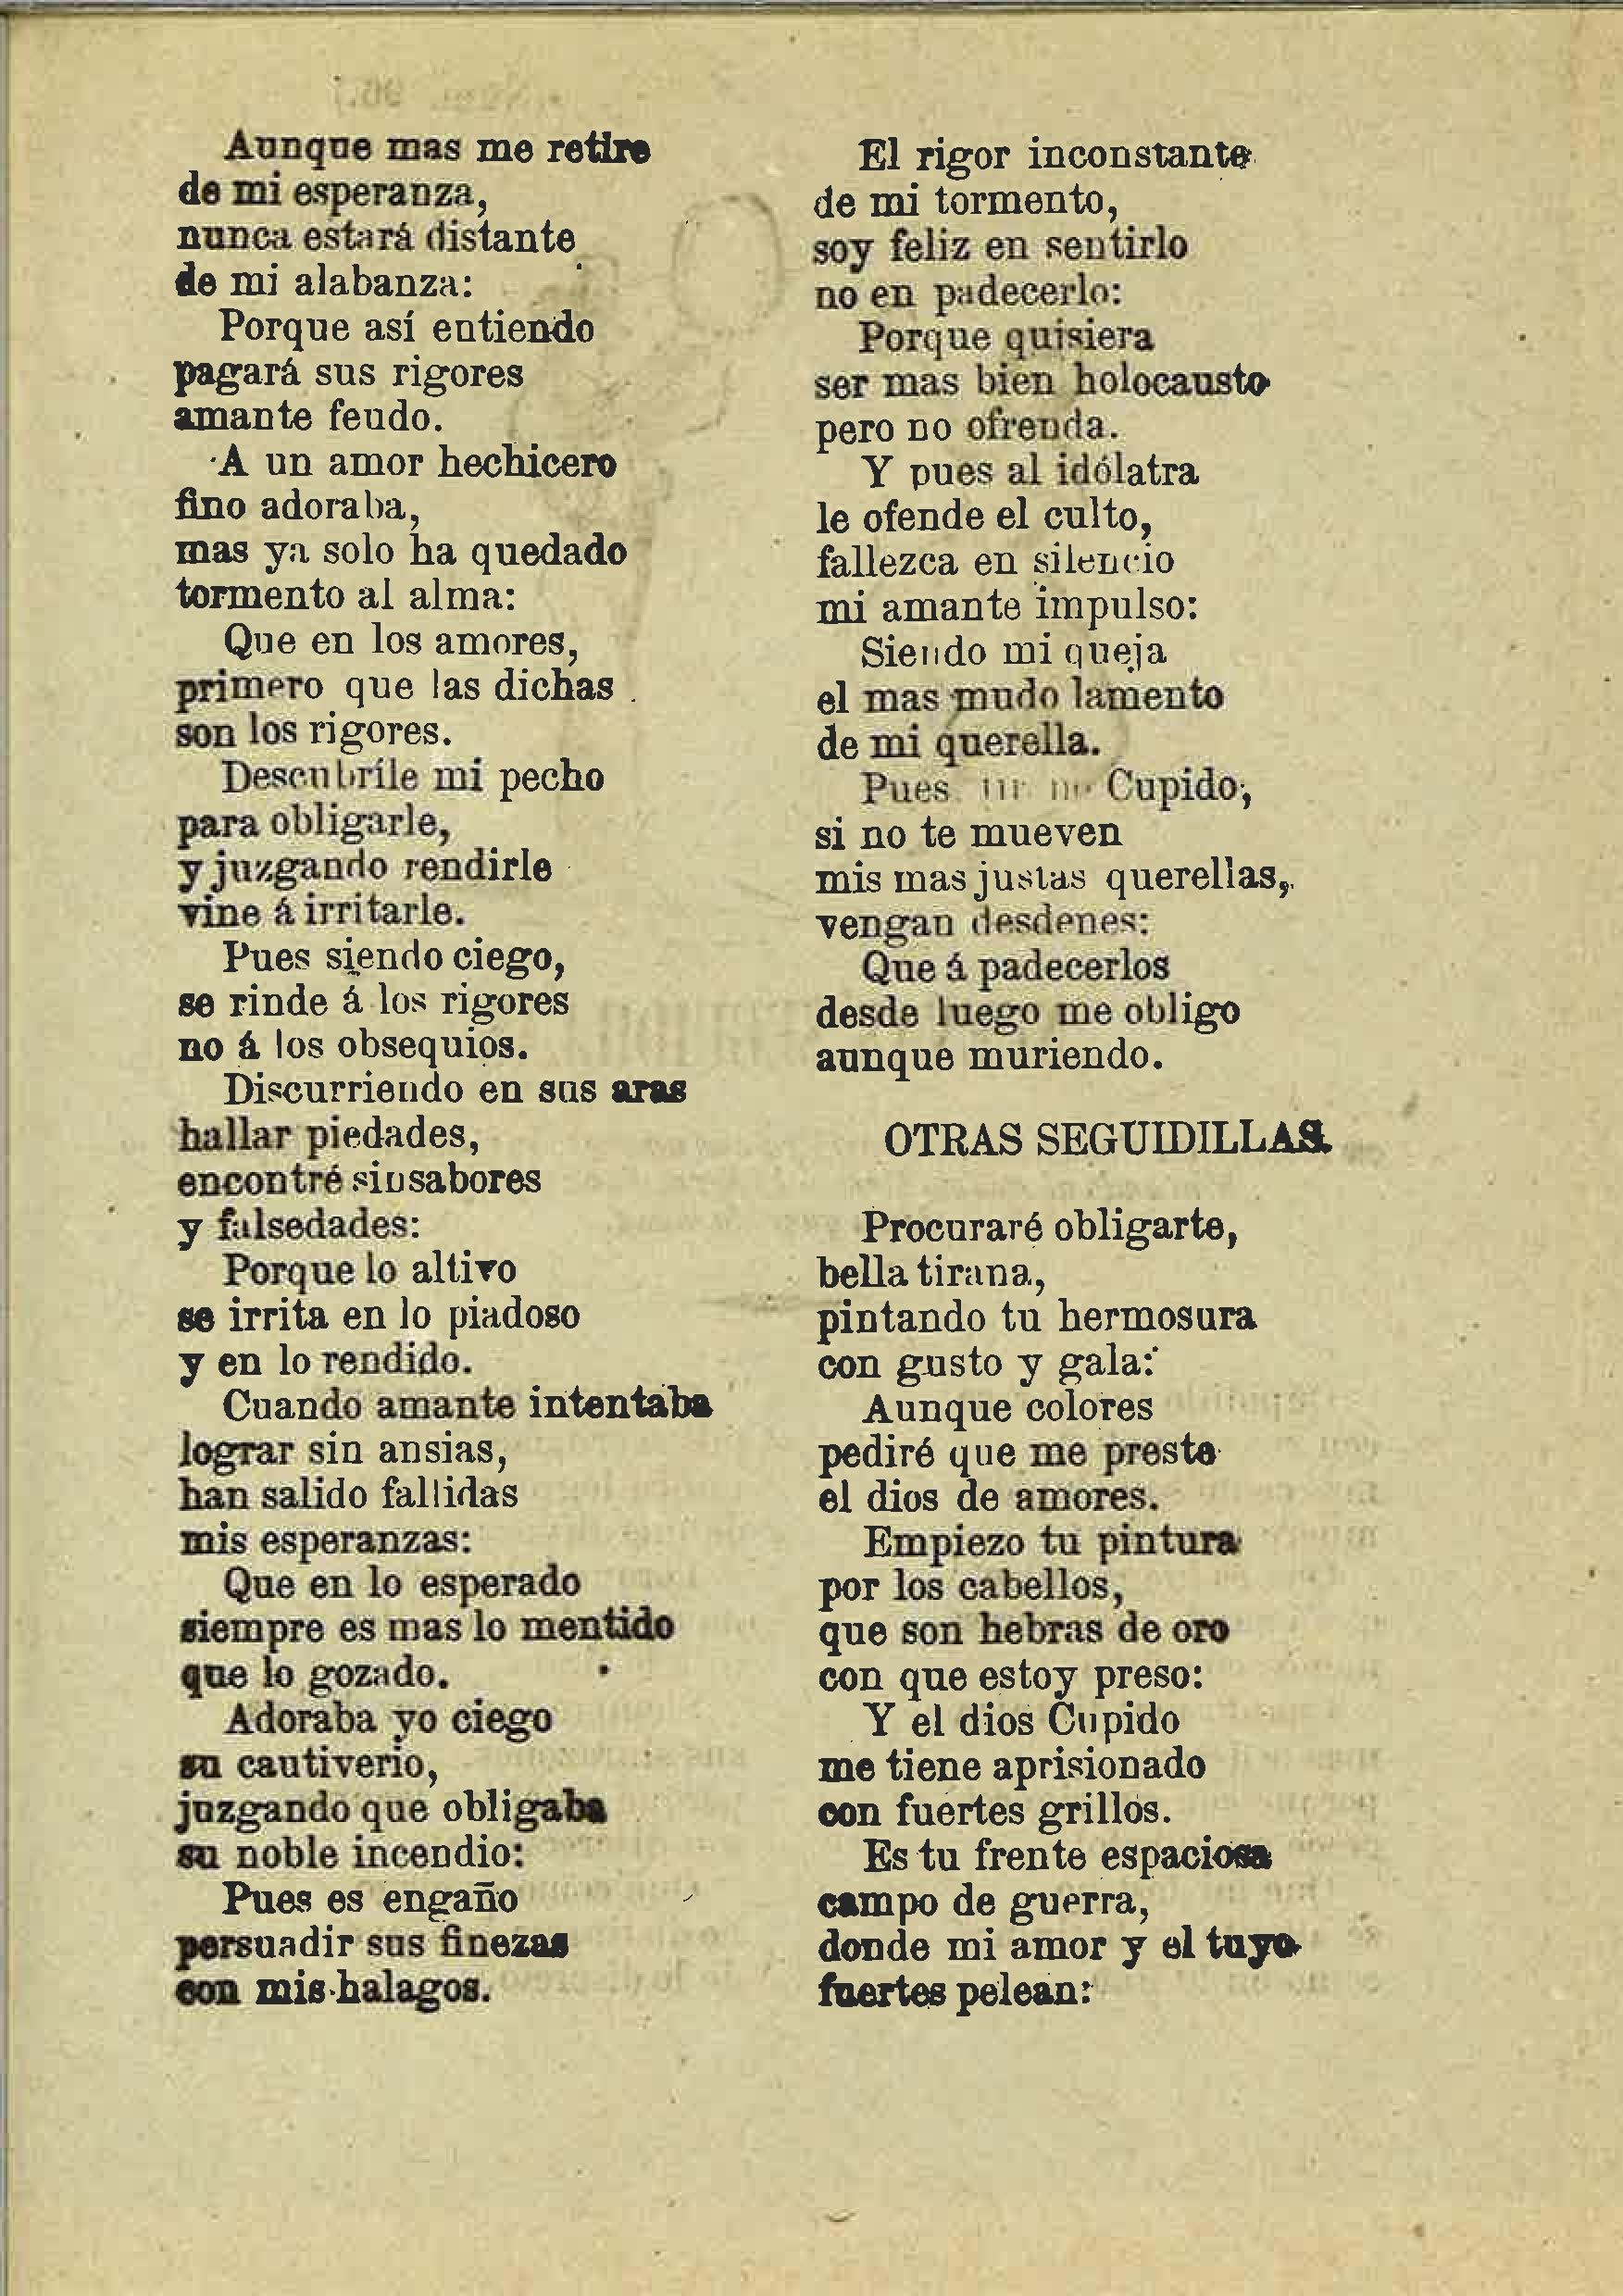 Aunque mas me retire
de mi esperanza,
nunca estará distante
de mi alabanza:
Porque así entiendo
pagará sus rigores
amante feudo.
A un amor hechicero
fino adoraba,
mas ya solo ha quedado
tormento al alma:
Que en los amores,
primero que las dichas
son los rigores.
Descubríle mi pecho
para obligarle,
y juzgando rendirle
vine á irritarle.
Pues siendo ciego,
se rinde á los rigores
no á los obsequios.
Discurriendo en sus aras
hallar piedades,
encontré sinsabores
y falsedades:
Porque lo altivo
se irrita en lo piadoso
y en lo rendido.
Cuando amante intentaba
lograr sin ansias,
han salido fallidas
mis esperanzas:
Que en lo esperado
siempre es mas lo mentido
que lo gozado.
Adoraba yo ciego
su cautiverio,
juzgando que obligaba
su noble incendio:
Pues es engaño
persuadir sus finezas
con mis halagos.
El rigor inconstante
de mi tormento,
soy feliz en sentirlo
no en padecerlo:
Porque quisiera
ser mas bien holocausto
pero no ofrenda.
Y pues al idólatra
le ofende el culto,
fallezca en silencio
mi amante impulso:
Siendo mi queja
el mas mudo lamento
de mi querella.
Pues Cupido,
si no te mueven
mis mas justas querellas,
vengan desdenes:
Que á padecerlos
desde luego me obligo
aunque muriendo.
OTRAS SEGUIDILLAS.
Procuraré obligarte,
bella tirana,
pintando tu hermosura
con gusto y gala:
Aunque colores
pediré que me preste
el dios de amores.
Empiezo tu pintura
por los cabellos,
que son hebras de oro
con que estoy preso:
Y el dios Cupido
me tiene aprisionado
con fuertes grillos.
Es tu frente espaciosa
campo de guerra,
donde mi amor y el tuyo
fuertes pelean: